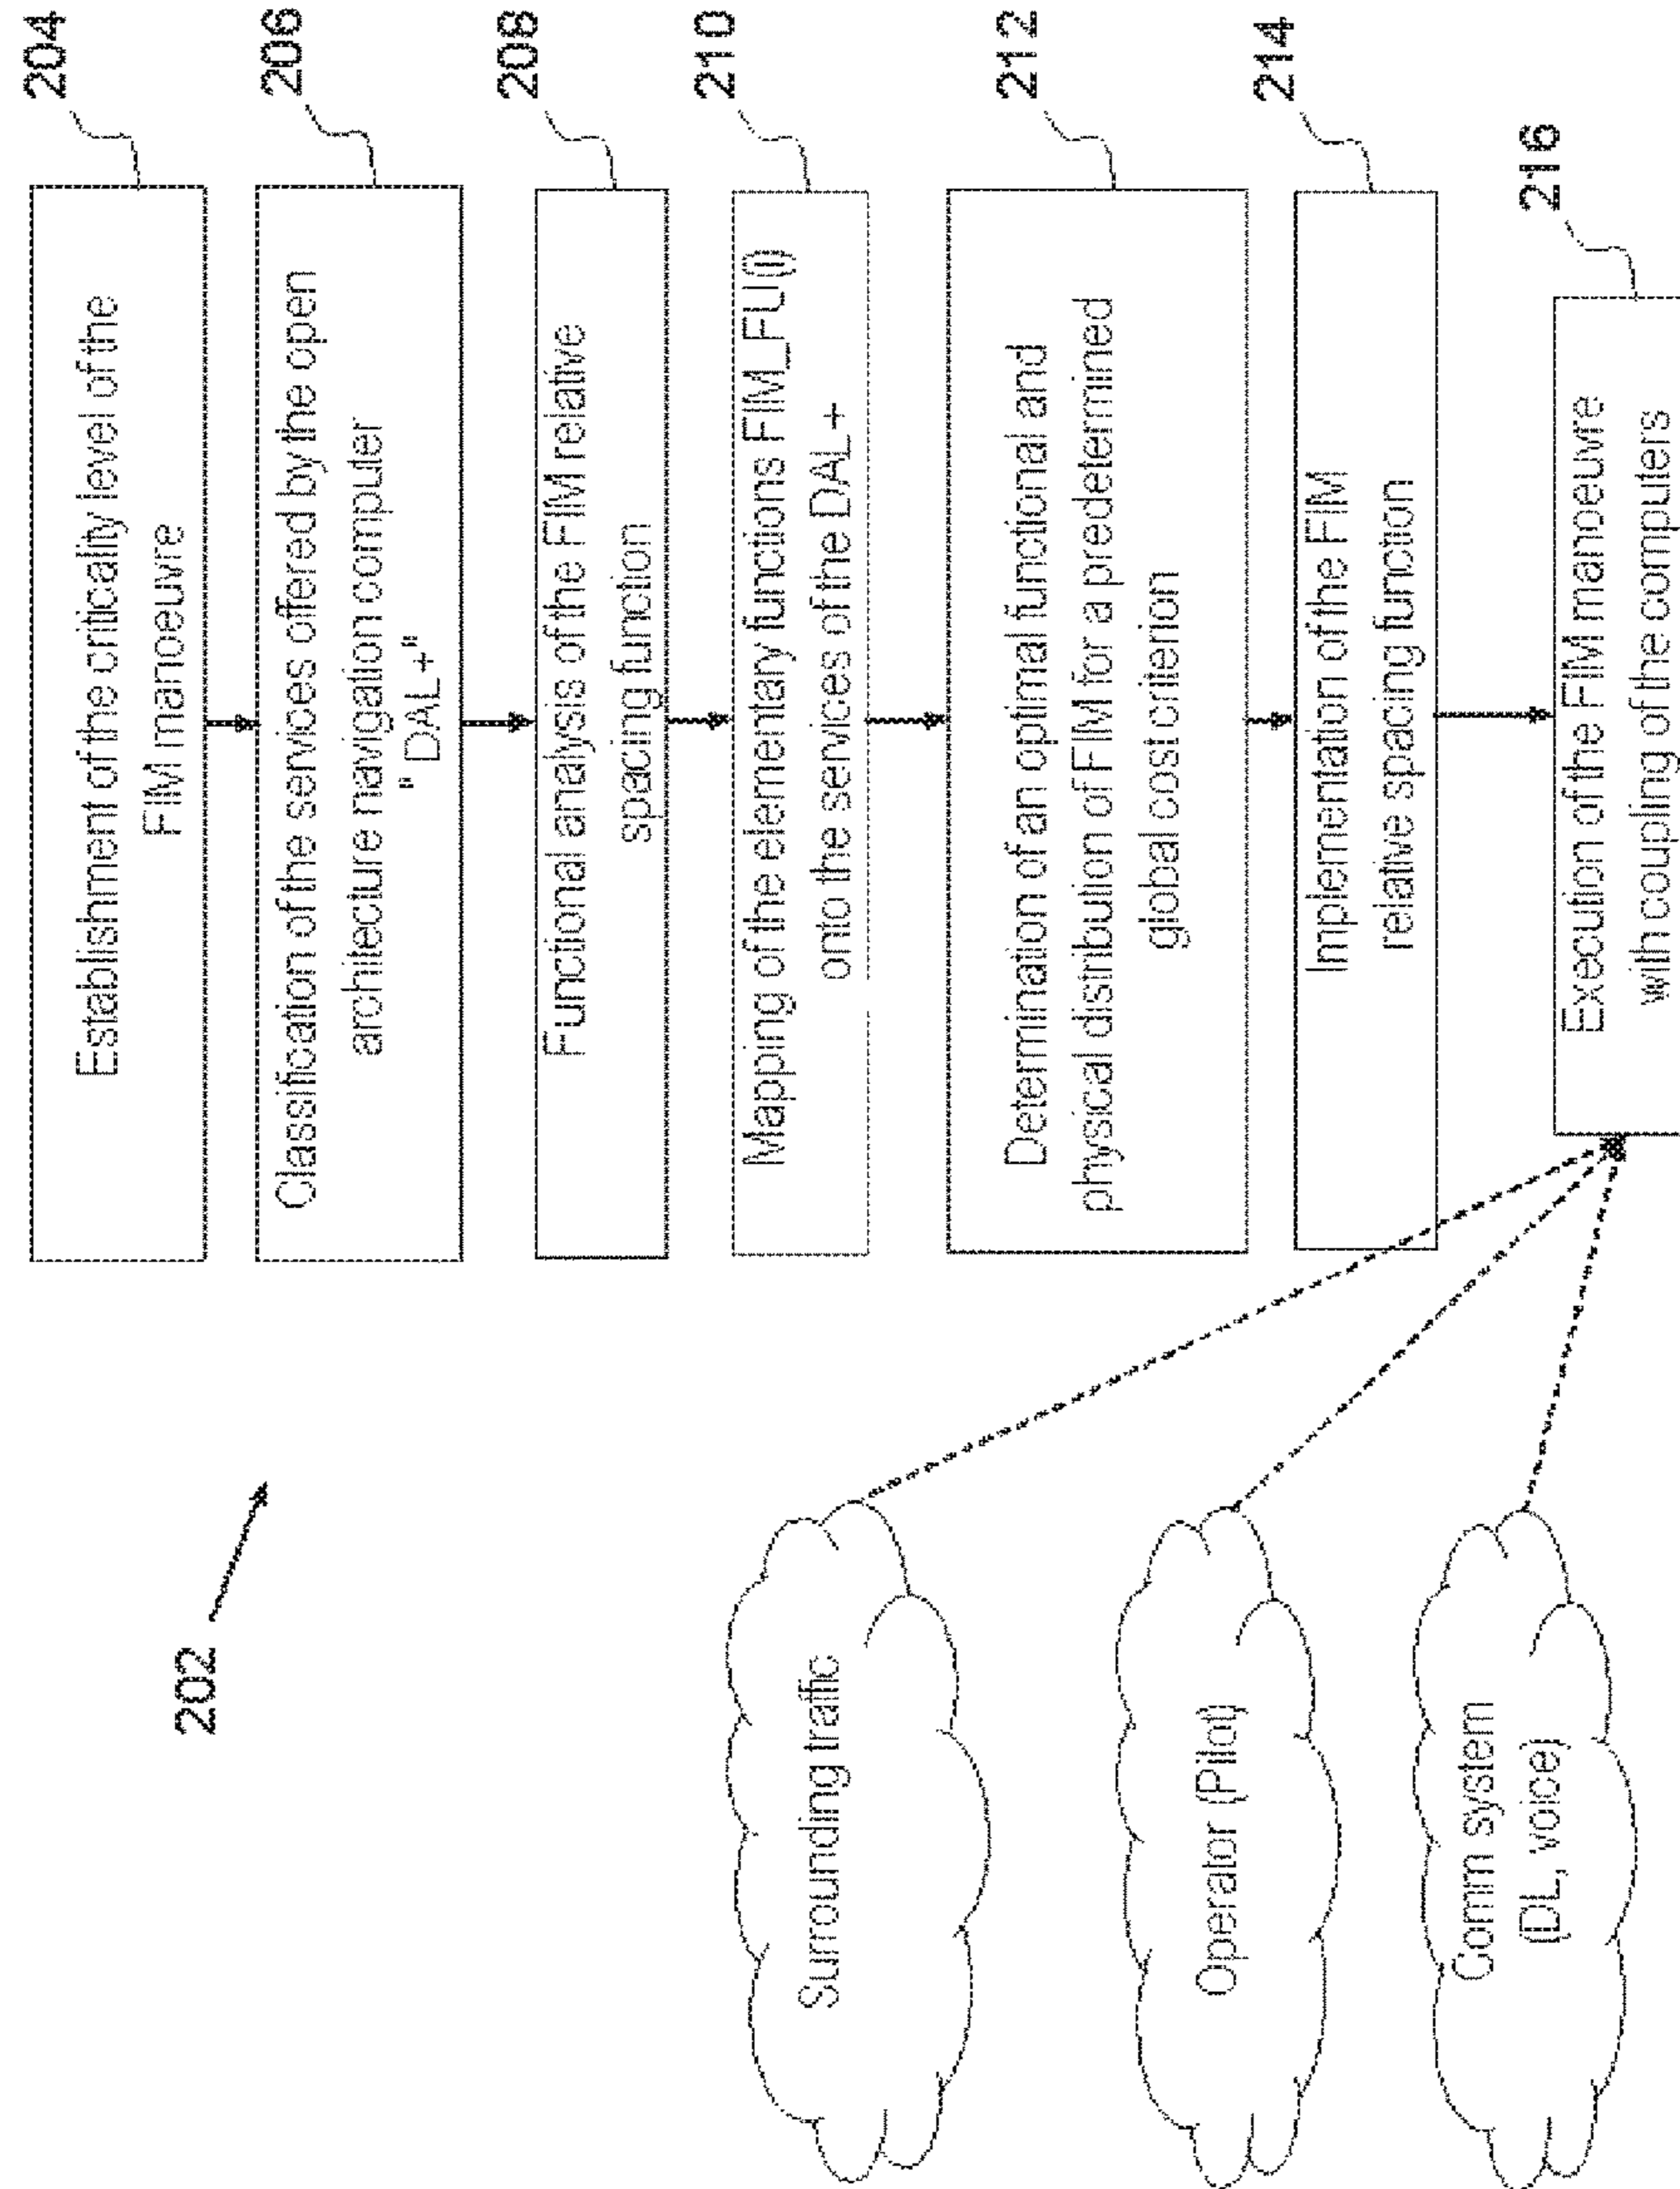 202
Establishment of the criticality level of the
FIM manoeuvre
204
Classification of the services offered by the open
architecture navigation computer
"DAL+"
206
Functional analysis of the FIM relative
spacing function
208
Mapping of the elementary functions FIM_FU(i)
onto the services of the DAL+
210
Determination of an optimal functional and
physical distribution of FIM for a predetermined
global cost criterion
212
Implementation of the FIM
relative spacing function
214
Execution of the FIM manoeuvre
with coupling of the computers
216
Surrounding traffic
Operator (Pilot)
Comm system
(DL, voice)